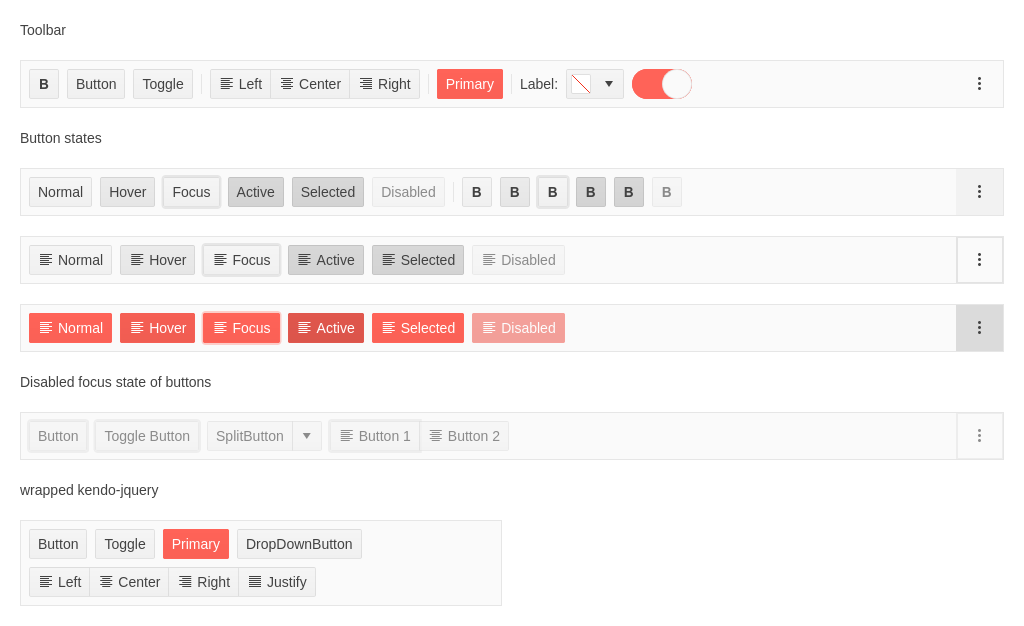 Toolbar
B Button Toggle Left Center Right Primary Label:
Button states
Normal Hover Focus Active Selected Disabled B B B B B B
Normal Hover Focus Active Selected Disabled
Normal Hover Focus Active Selected Disabled
Disabled focus state of buttons
Button Toggle Button SplitButton Button 1 Button 2
wrapped kendo-jquery
Button Toggle Primary DropDownButton
Left Center Right Justify